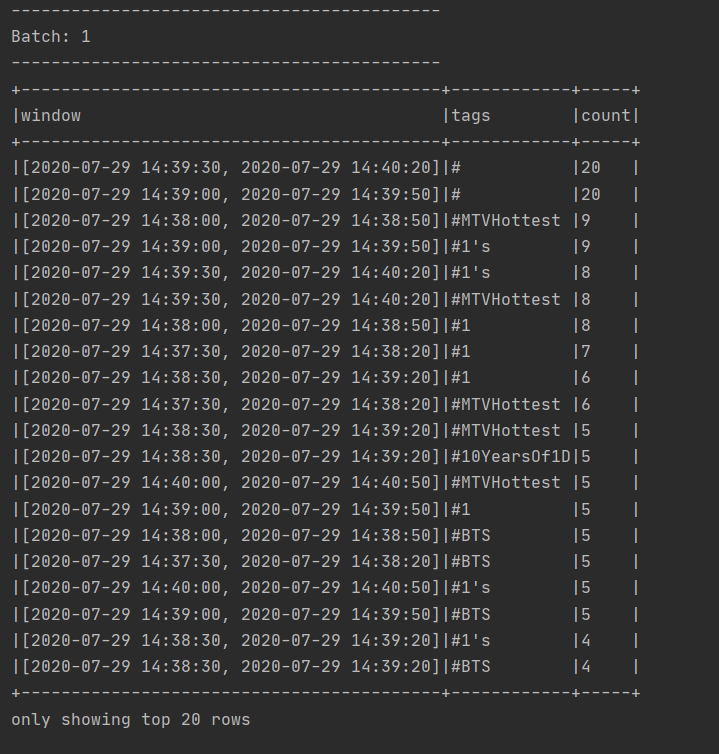 -------------------------------------------
Batch: 1
-------------------------------------------
+------------------------------------------+------------+-----+
|window                                    |tags        |count|
+------------------------------------------+------------+-----+
|[2020-07-29 14:39:30, 2020-07-29 14:40:20]|#           |20   |
|[2020-07-29 14:39:00, 2020-07-29 14:39:50]|#           |20   |
|[2020-07-29 14:38:00, 2020-07-29 14:38:50]|#MTVHottest |9    |
|[2020-07-29 14:39:00, 2020-07-29 14:39:50]|#1's        |9    |
|[2020-07-29 14:39:30, 2020-07-29 14:40:20]|#1's        |8    |
|[2020-07-29 14:39:30, 2020-07-29 14:40:20]|#MTVHottest |8    |
|[2020-07-29 14:38:00, 2020-07-29 14:38:50]|#1          |8    |
|[2020-07-29 14:37:30, 2020-07-29 14:38:20]|#1          |7    |
|[2020-07-29 14:38:30, 2020-07-29 14:39:20]|#1          |6    |
|[2020-07-29 14:37:30, 2020-07-29 14:38:20]|#MTVHottest |6    |
|[2020-07-29 14:38:30, 2020-07-29 14:39:20]|#MTVHottest |5    |
|[2020-07-29 14:38:30, 2020-07-29 14:39:20]|#10YearsOf1D|5    |
|[2020-07-29 14:40:00, 2020-07-29 14:40:50]|#MTVHottest |5    |
|[2020-07-29 14:39:00, 2020-07-29 14:39:50]|#1          |5    |
|[2020-07-29 14:38:00, 2020-07-29 14:38:50]|#BTS        |5    |
|[2020-07-29 14:37:30, 2020-07-29 14:38:20]|#BTS        |5    |
|[2020-07-29 14:40:00, 2020-07-29 14:40:50]|#1's        |5    |
|[2020-07-29 14:39:00, 2020-07-29 14:39:50]|#BTS        |5    |
|[2020-07-29 14:38:30, 2020-07-29 14:39:20]|#1's        |4    |
|[2020-07-29 14:38:30, 2020-07-29 14:39:20]|#BTS        |4    |
+------------------------------------------+------------+-----+
only showing top 20 rows